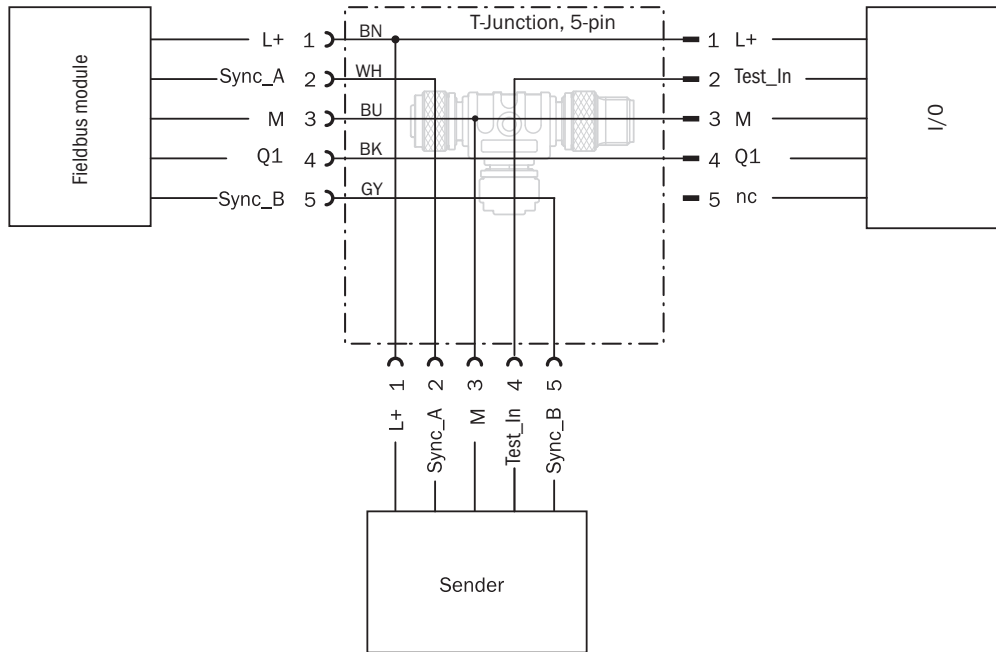 T-Junction, 5-pin
Fieldbus module
L+ 1 BN
Sync_A 2 WH
M 3 BU
Q1 4 BK
Sync_B 5 GY
1 L+
2 Test_In
3 M
4 Q1
5 nc
I/O
1 2 3 4 5
L+ Sync_A M Test_In Sync_B
Sender